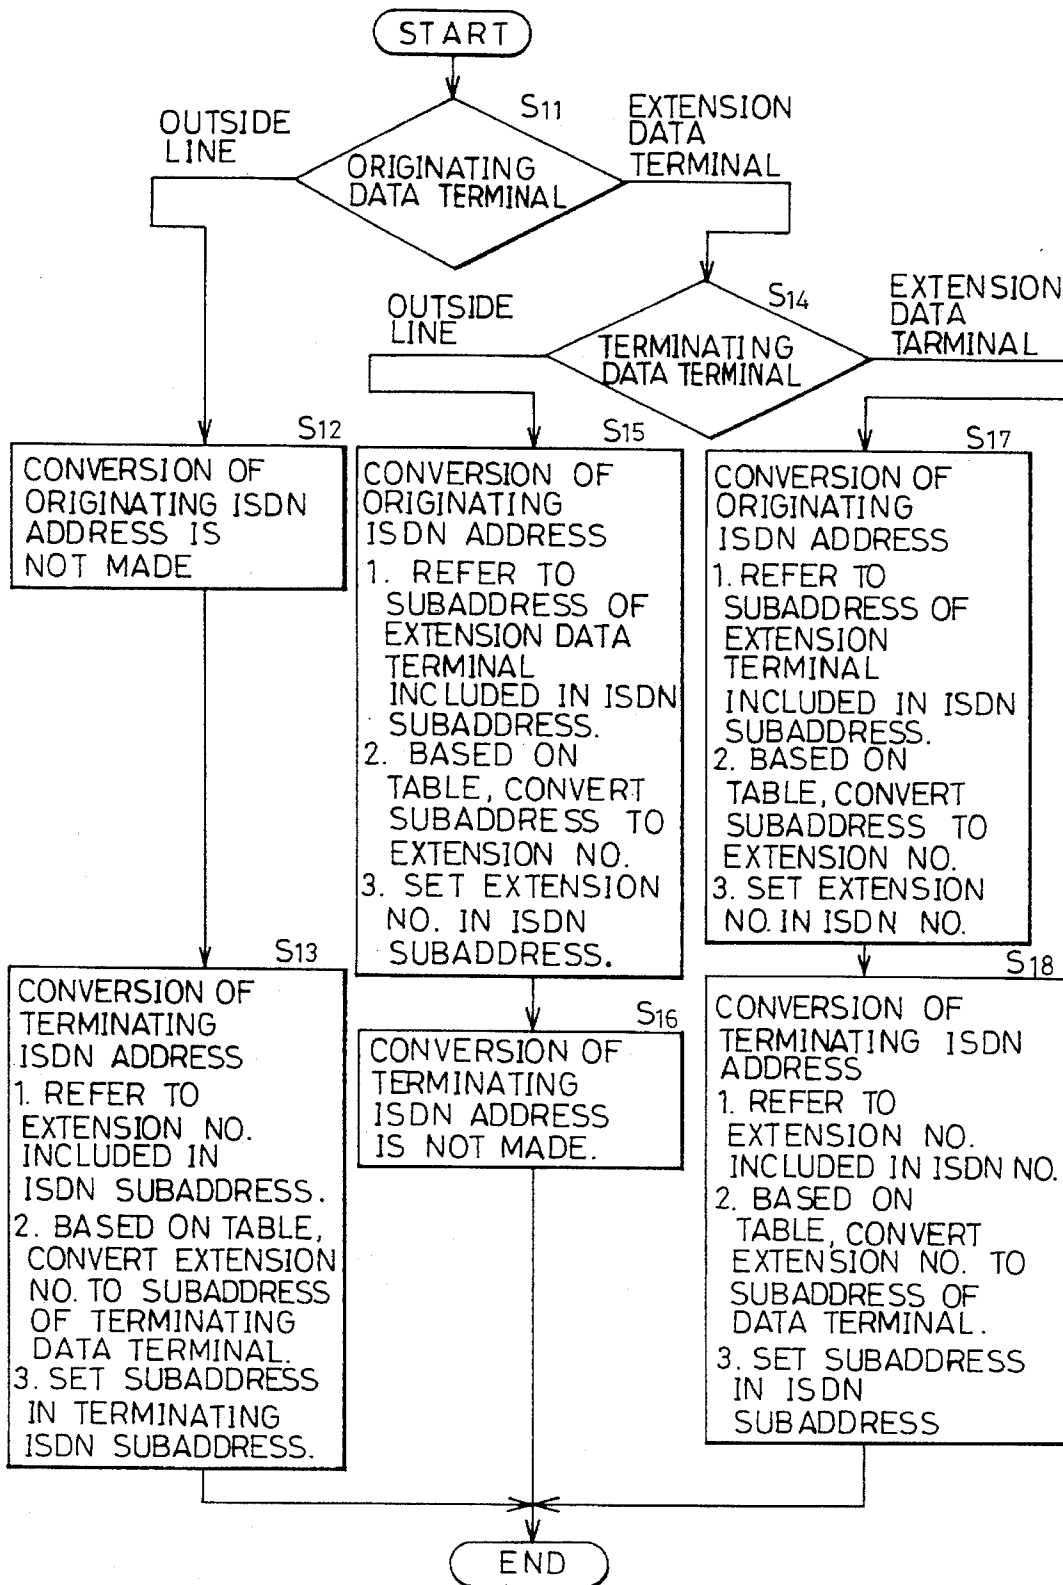 START
S11
OUTSIDE
LINE
ORIGINATING
DATA TERMINAL
EXTENSION
DATA
TERMINAL
S14
OUTSIDE
LINE
TERMINATING
DATA TERMINAL
EXTENSION
DATA
TARMINAL
S12
CONVERSION OF
ORIGINATING ISDN
ADDRESS IS
NOT MADE
S13
CONVERSION OF
TERMINATING
ISDN ADDRESS
1. REFER TO
EXTENSION NO.
INCLUDED IN
ISDN SUBADDRESS.
2. BASED ON TABLE,
CONVERT EXTENSION
NO. TO SUBADDRESS
OF TERMINATING
DATA TERMINAL.
3. SET SUBADDRESS
IN TERMINATING
ISDN SUBADDRESS.
S15
CONVERSION OF
ORIGINATING
ISDN ADDRESS
1. REFER TO
SUBADDRESS OF
EXTENSION DATA
TERMINAL
INCLUDED IN ISDN
SUBADDRESS.
2. BASED ON
TABLE, CONVERT
SUBADDRESS TO
EXTENSION NO.
3. SET EXTENSION
NO. IN ISDN
SUBADDRESS.
S16
CONVERSION OF
TERMINATING
ISDN ADDRESS
IS NOT MADE.
S17
CONVERSION OF
ORIGINATING
ISDN ADDRESS
1. REFER TO
SUBADDRESS OF
EXTENSION
TERMINAL
INCLUDED IN ISDN
SUBADDRESS.
2. BASED ON
TABLE, CONVERT
SUBADDRESS TO
EXTENSION NO.
3. SET EXTENSION
NO. IN ISDN NO.
S18
CONVERSION OF
TERMINATING ISDN
ADDRESS
1. REFER TO
EXTENSION NO.
INCLUDED IN ISDN NO.
2. BASED ON
TABLE, CONVERT
EXTENSION NO. TO
SUBADDRESS OF
DATA TERMINAL.
3. SET SUBADDRESS
IN ISDN
SUBADDRESS
END